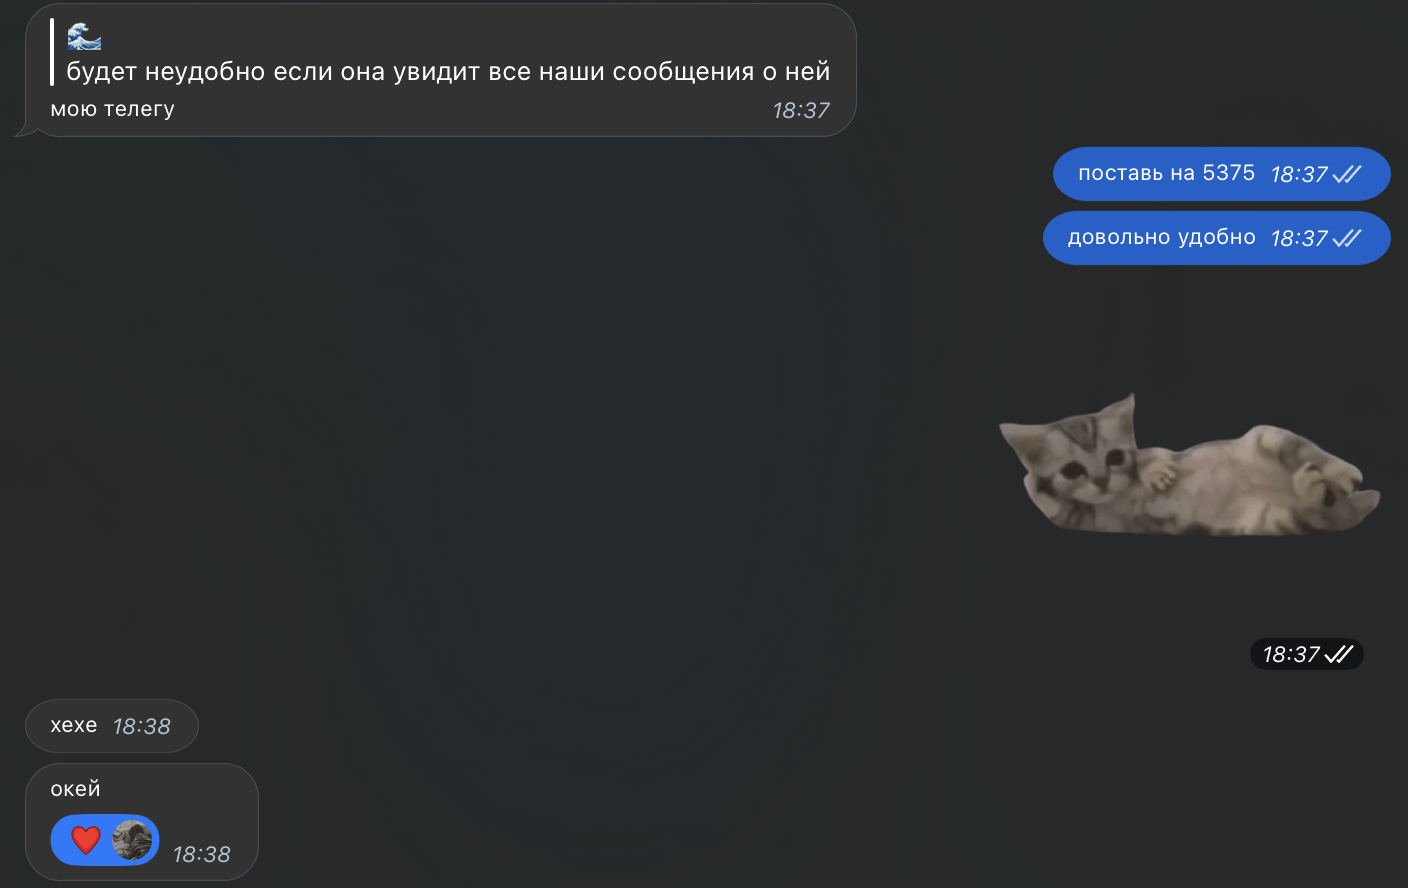 🌊
будет неудобно если она увидит все наши сообщения о ней
мою телегу 18:37
поставь на 5375 18:37
довольно удобно 18:37
18:37
хехе 18:38
окей
❤️ 18:38